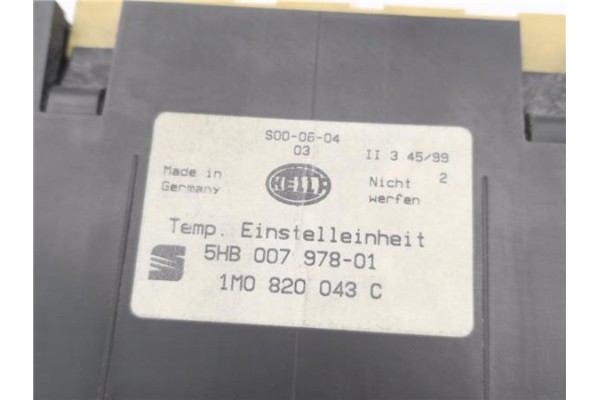 S00-06-04
03
II 3 45/99
2
Made in
Germany
HELLA
Nicht
werfen
Temp. Einstelleinheit
5HB 007 978-01
1M0 820 043 C